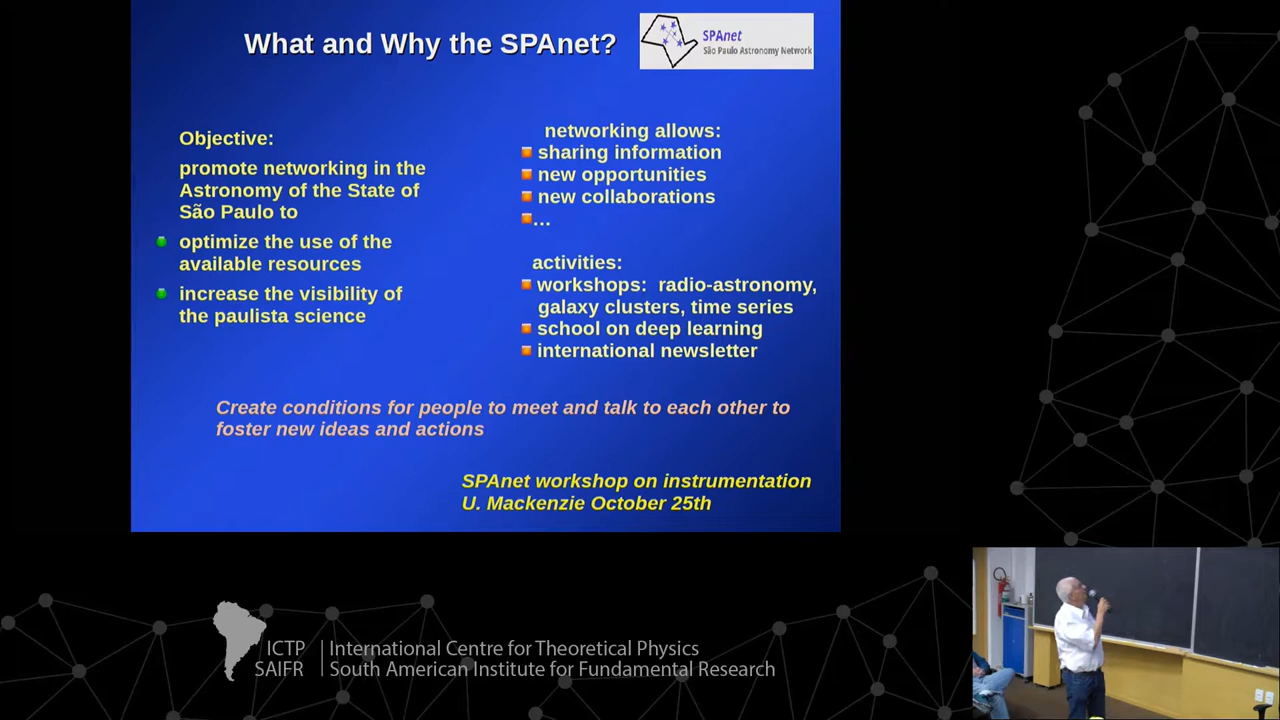 What and Why the SPAnet?
SPAnet
São Paulo Astronomy Network
Objective:
promote networking in the
Astronomy of the State of
São Paulo to
optimize the use of the
available resources
increase the visibility of
the paulista science
networking allows:
sharing information
new opportunities
new collaborations
...
activities:
workshops: radio-astronomy,
galaxy clusters, time series
school on deep learning
international newsletter
Create conditions for people to meet and talk to each other to
foster new ideas and actions
SPAnet workshop on instrumentation
U. Mackenzie October 25th
ICTP
SAIFR
International Centre for Theoretical Physics
South American Institute for Fundamental Research